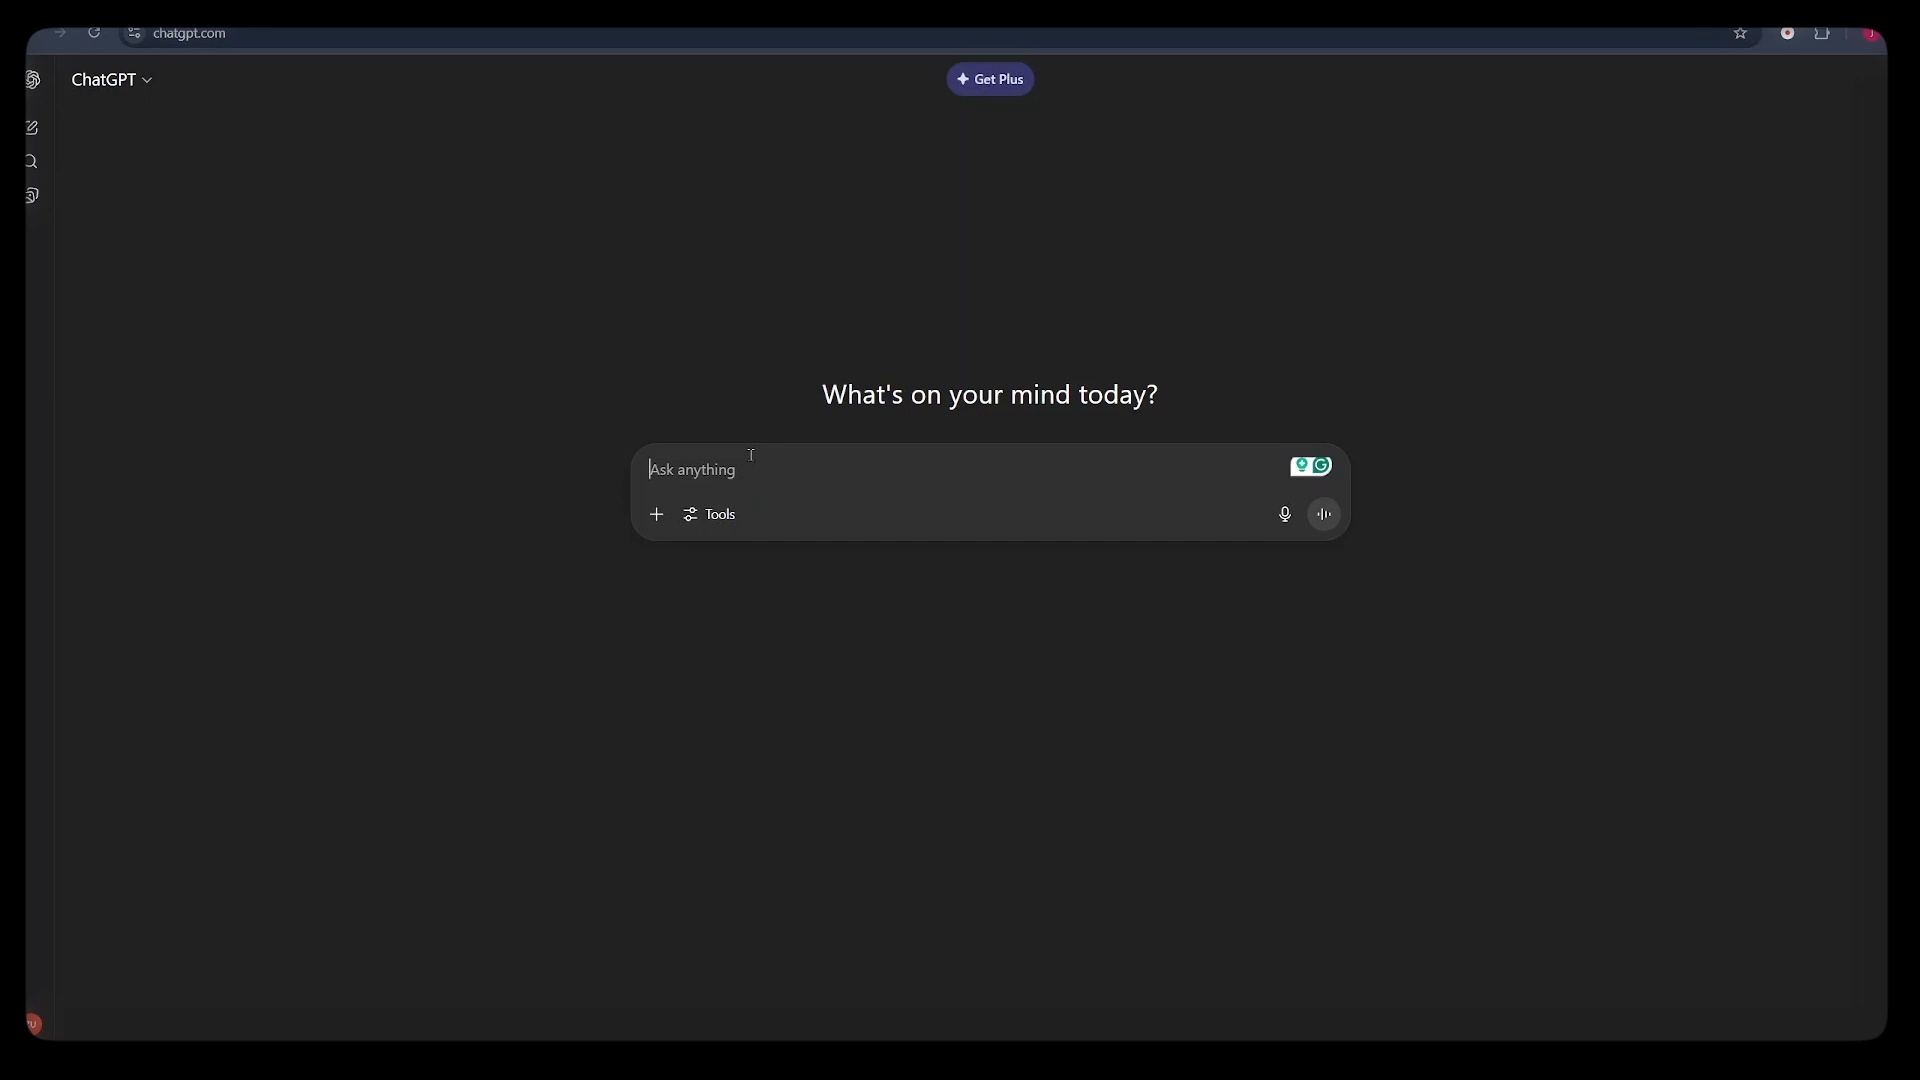 chatgpt.com
ChatGPT
Get Plus
What's on your mind today?
Ask anything
Tools